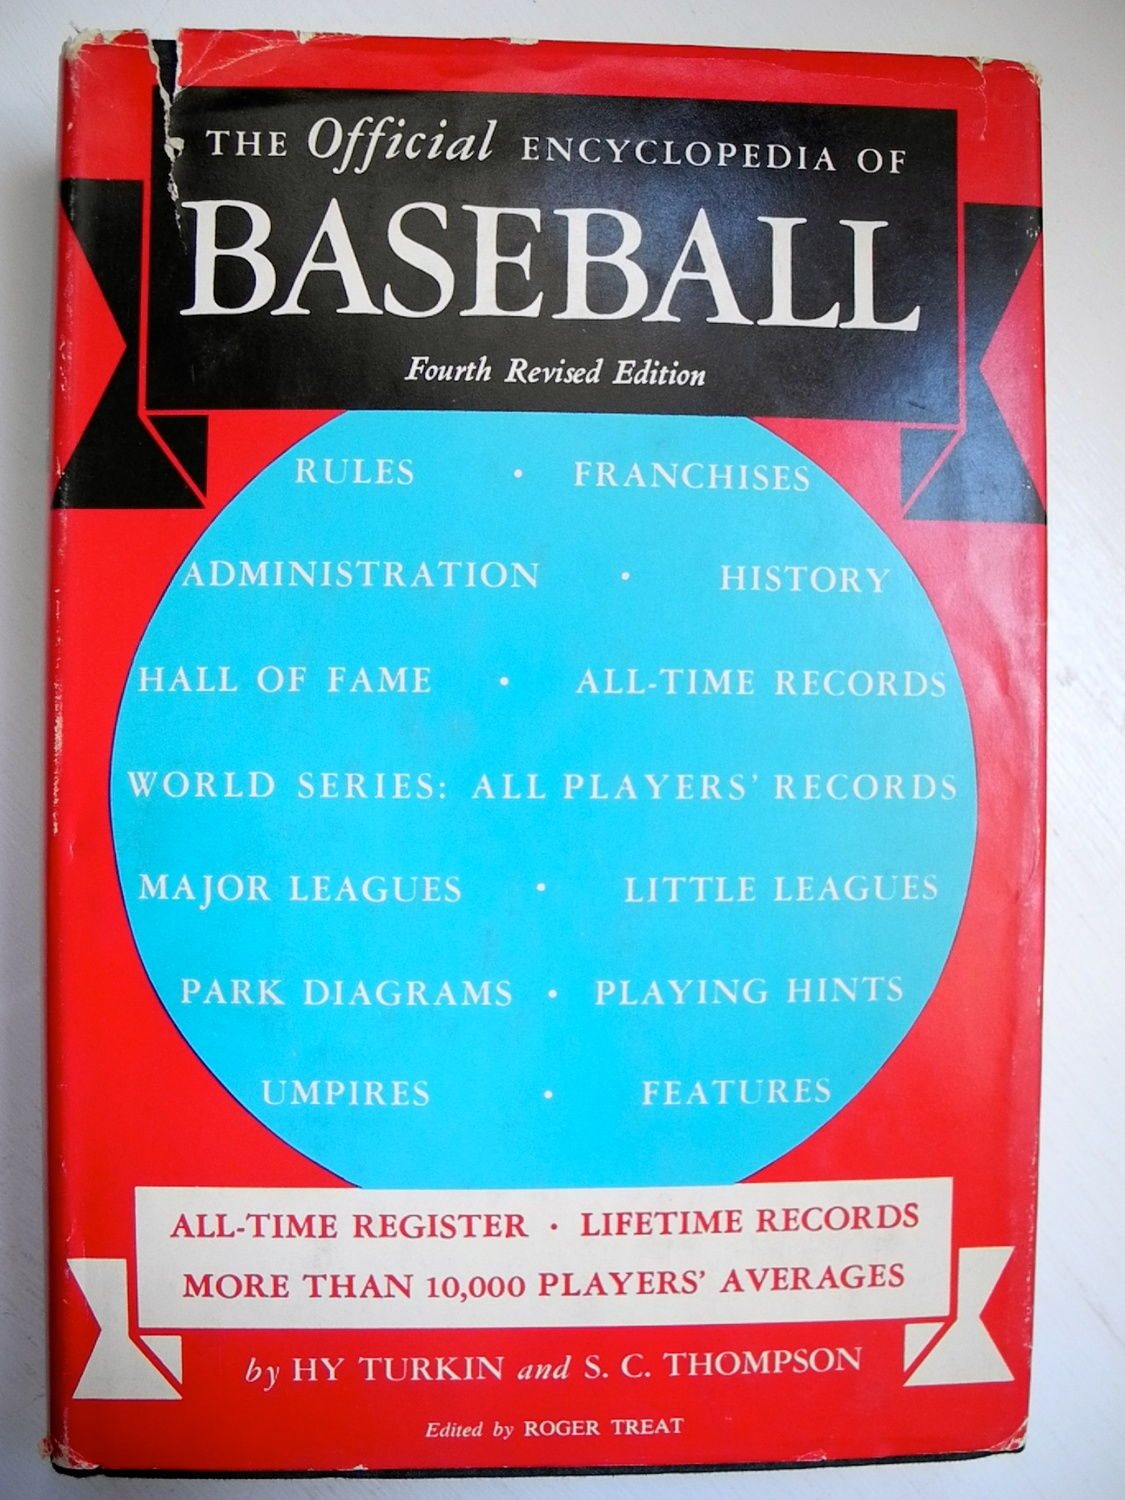 THE Official ENCYCLOPEDIA OF
BASEBALL
Fourth Revised Edition
RULES • FRANCHISES
ADMINISTRATION • HISTORY
HALL OF FAME • ALL-TIME RECORDS
WORLD SERIES: ALL PLAYERS' RECORDS
MAJOR LEAGUES • LITTLE LEAGUES
PARK DIAGRAMS • PLAYING HINTS
UMPIRES • FEATURES
ALL-TIME REGISTER • LIFETIME RECORDS
MORE THAN 10,000 PLAYERS' AVERAGES
by HY TURKIN and S. C. THOMPSON
Edited by ROGER TREAT